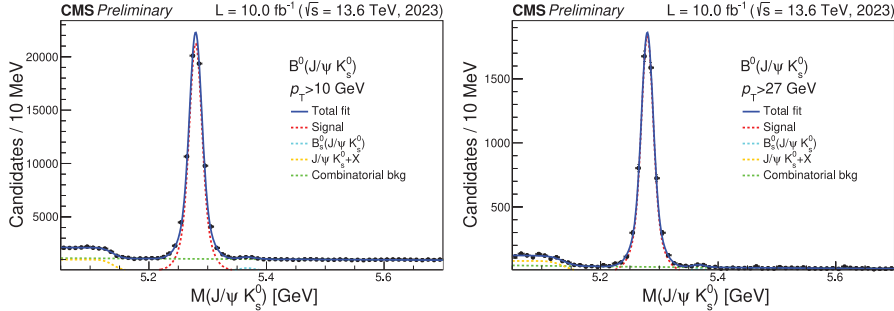 CMS Preliminary L = 10.0 fb⁻¹ (√s = 13.6 TeV, 2023)
Candidates / 10 MeV
20000
15000
10000
5000
B⁰(J/ψ K⁰ₛ)
p_T>10 GeV
Total fit
Signal
B⁰ₛ(J/ψ K⁰ₛ)
J/ψ K⁰ₛ+X
Combinatorial bkg
5.2 5.4 5.6
M(J/ψ K⁰ₛ) [GeV]
CMS Preliminary L = 10.0 fb⁻¹ (√s = 13.6 TeV, 2023)
Candidates / 10 MeV
1500
1000
500
B⁰(J/ψ K⁰ₛ)
p_T>27 GeV
Total fit
Signal
B⁰ₛ(J/ψ K⁰ₛ)
J/ψ K⁰ₛ+X
Combinatorial bkg
5.2 5.4 5.6
M(J/ψ K⁰ₛ) [GeV]